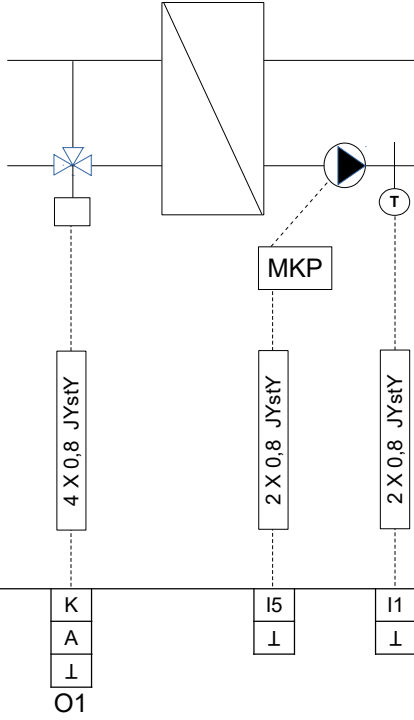 T
MKP
4 X 0,8 JYstY
2 X 0,8 JYstY
2 X 0,8 JYstY
K
I5
I1
A
⊥
⊥
⊥
O1